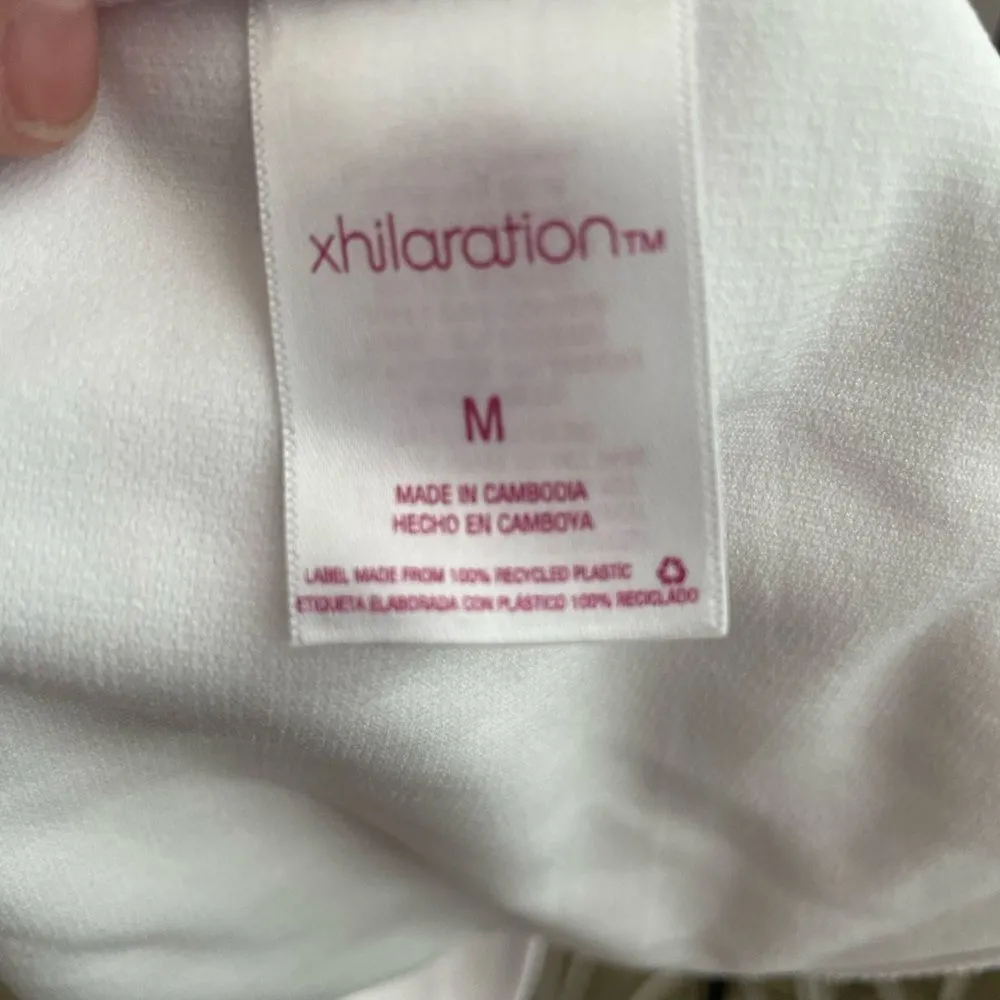 xhilaration™
M
MADE IN CAMBODIA
HECHO EN CAMBOYA
LABEL MADE FROM 100% RECYCLED PLASTIC
ETIQUETA ELABORADA CON PLÁSTICO 100% RECICLADO